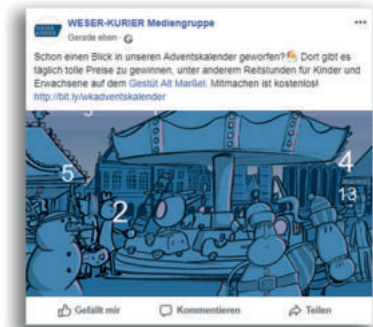 WESER KURIER
WESER-KURIER Mediengruppe
Gerade eben
Schon einen Blick in unseren Adventskalender geworfen? Dort gibt es
täglich tolle Preise zu gewinnen, unter anderem Reitstunden für Kinder und
Erwachsene auf dem Gestüt Alt Marßel. Mitmachen ist kostenlos!
http://bit.ly/wkadventskalender
5
4
13
2
Gefällt mir
Kommentieren
Teilen